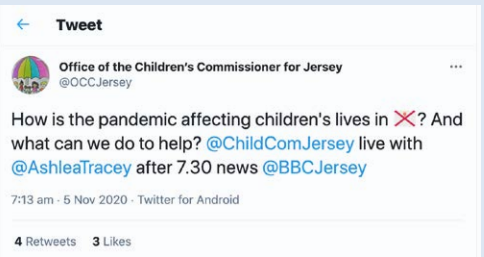 Tweet
Office of the Children's Commissioner for Jersey
@OCCJersey
How is the pandemic affecting children's lives in 🇯🇪? And
what can we do to help? @ChildComJersey live with
@AshleaTracey after 7.30 news @BBCJersey
7:13 am · 5 Nov 2020 · Twitter for Android
4 Retweets 3 Likes